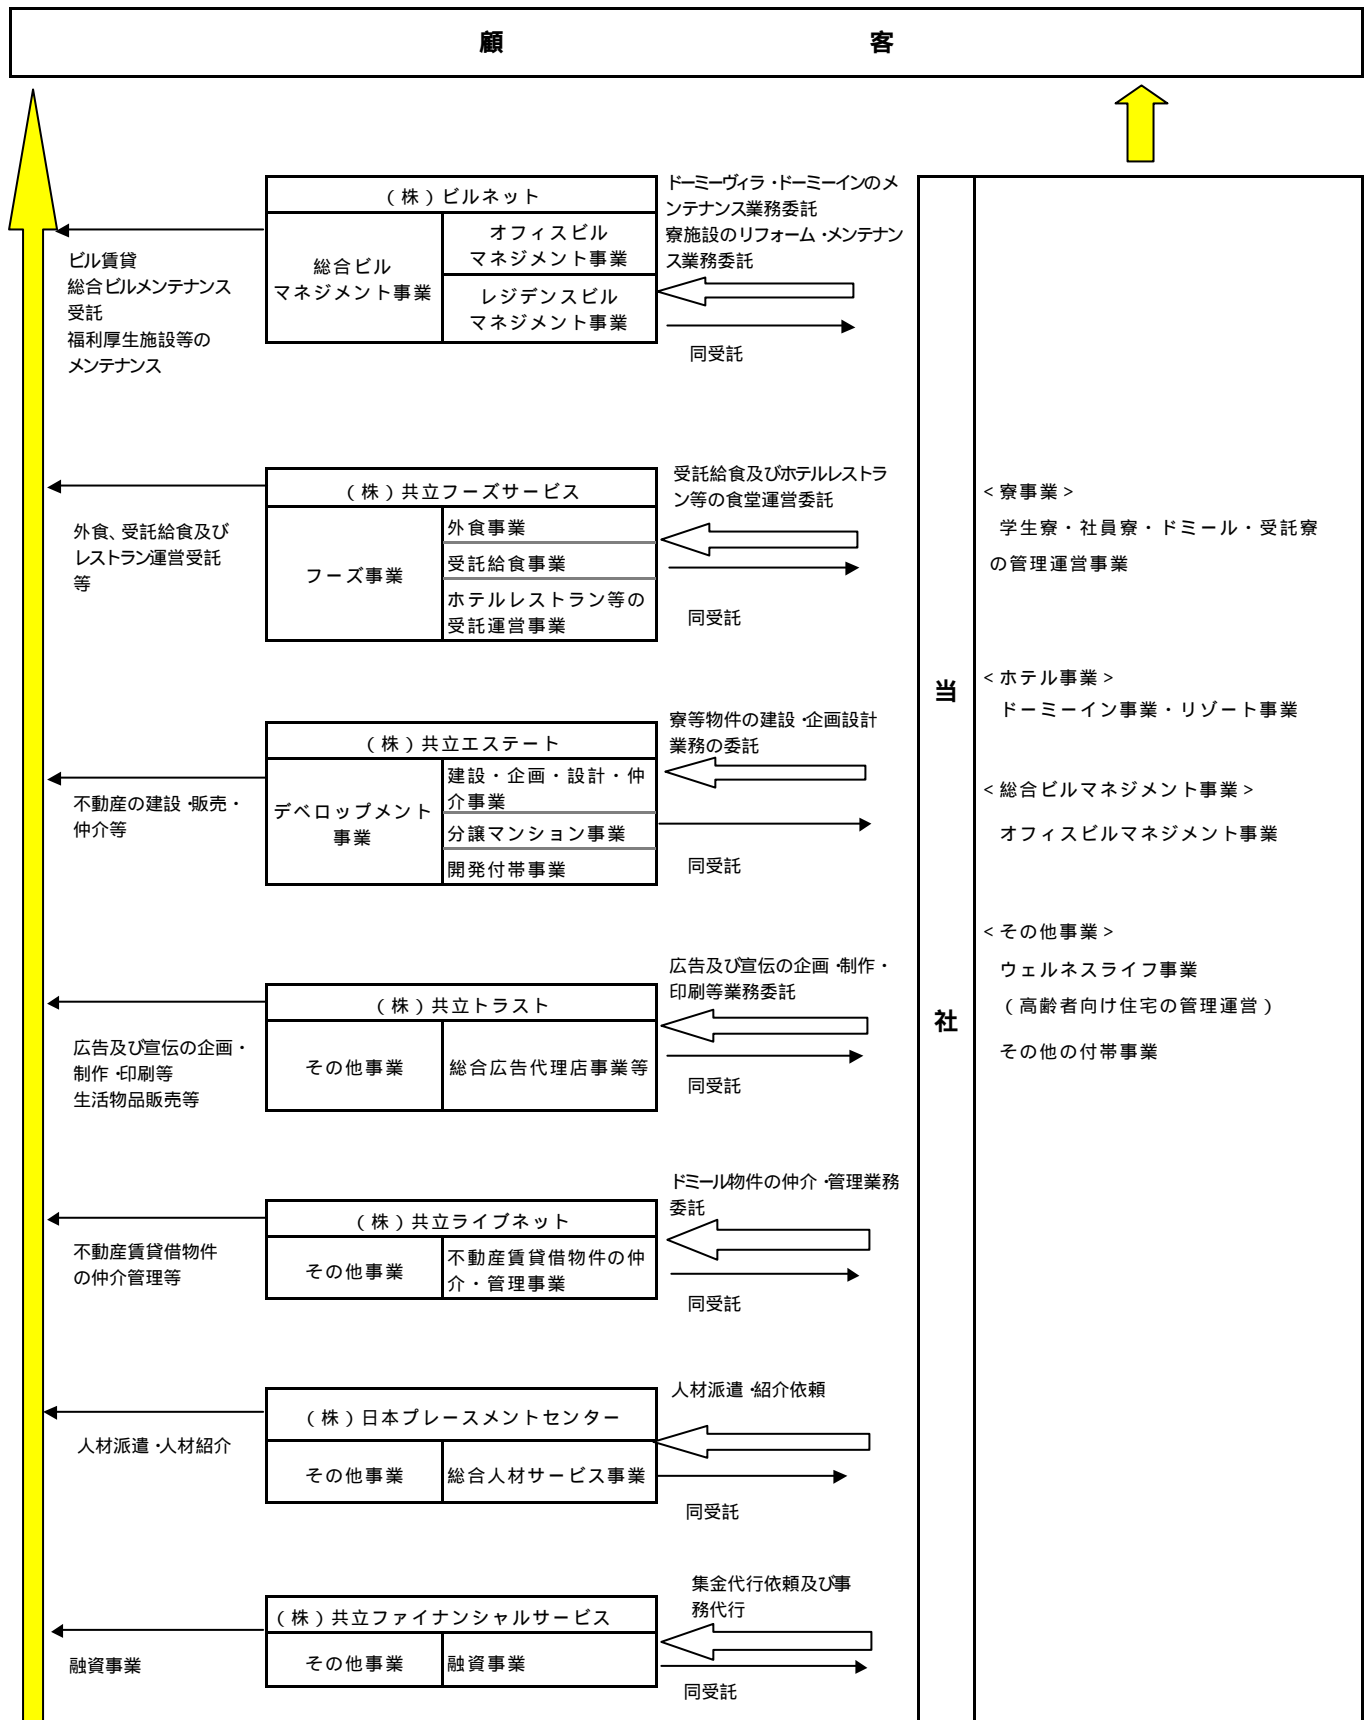 顧　客
（株）ビルネット
総合ビル
マネジメント事業
オフィスビル
マネジメント事業
レジデンスビル
マネジメント事業
ビル賃貸
総合ビルメンテナンス
受託
福利厚生施設等の
メンテナンス
ドーミーヴィラ・ドーミーインのメ
ンテナンス業務委託
寮施設のリフォーム・メンテナン
ス業務委託
同受託
（株）共立フーズサービス
フーズ事業
外食事業
受託給食事業
ホテルレストラン等の
受託運営事業
外食、受託給食及び
レストラン運営受託
等
受託給食及びホテルレストラ
ン等の食堂運営委託
同受託
（株）共立エステート
デベロップメント
事業
建設・企画・設計・仲
介事業
分譲マンション事業
開発付帯事業
不動産の建設・販売・
仲介等
寮等物件の建設・企画設計
業務の委託
同受託
（株）共立トラスト
その他事業
総合広告代理店事業等
広告及び宣伝の企画・
制作・印刷等
生活物品販売等
広告及び宣伝の企画・制作・
印刷等業務委託
同受託
（株）共立ライブネット
その他事業
不動産賃貸借物件の仲
介・管理事業
不動産賃貸借物件
の仲介管理等
ドミール物件の仲介・管理業務
委託
同受託
（株）日本プレースメントセンター
その他事業
総合人材サービス事業
人材派遣・人材紹介
人材派遣・紹介依頼
同受託
（株）共立ファイナンシャルサービス
その他事業
融資事業
融資事業
集金代行依頼及び事
務代行
同受託
当
社
＜寮事業＞
学生寮・社員寮・ドミール・受託寮
の管理運営事業
＜ホテル事業＞
ドーミーイン事業・リゾート事業
＜総合ビルマネジメント事業＞
オフィスビルマネジメント事業
＜その他事業＞
ウェルネスライフ事業
（高齢者向け住宅の管理運営）
その他の付帯事業